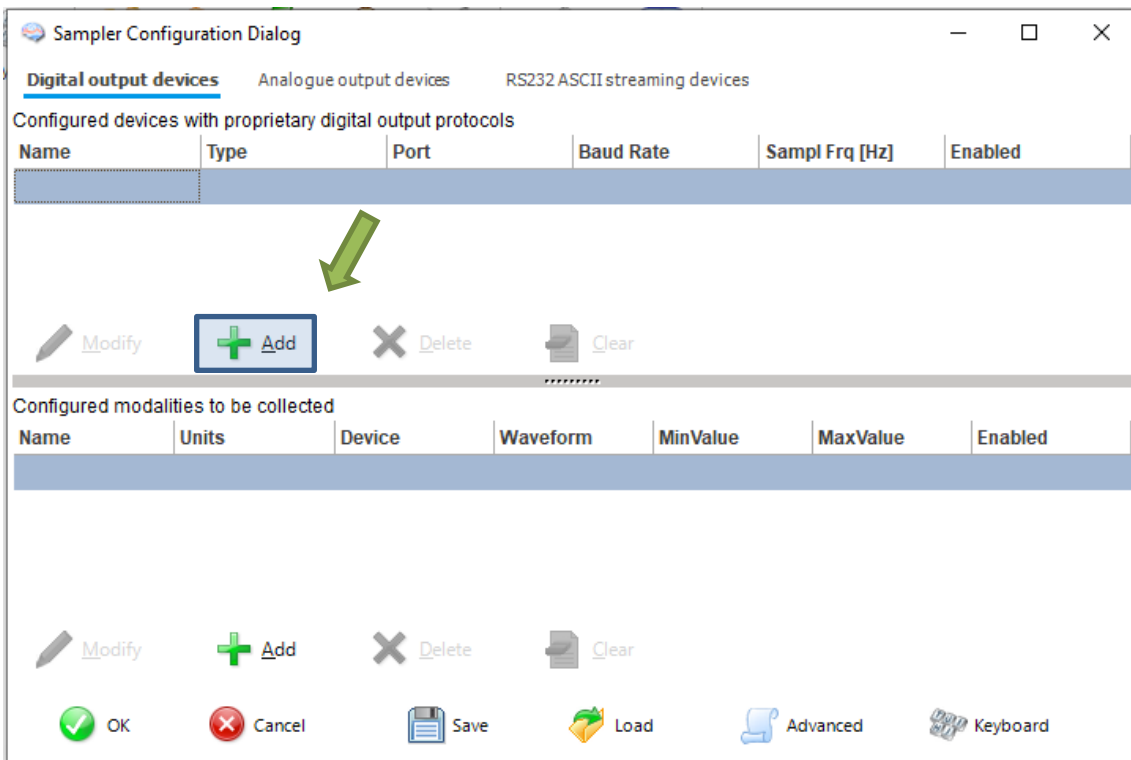 Sampler Configuration Dialog
Digital output devices Analogue output devices RS232 ASCII streaming devices
Configured devices with proprietary digital output protocols
Name Type Port Baud Rate Sampl Frq [Hz] Enabled
Modify Add Delete Clear
Configured modalities to be collected
Name Units Device Waveform MinValue MaxValue Enabled
Modify Add Delete Clear
OK Cancel Save Load Advanced Keyboard